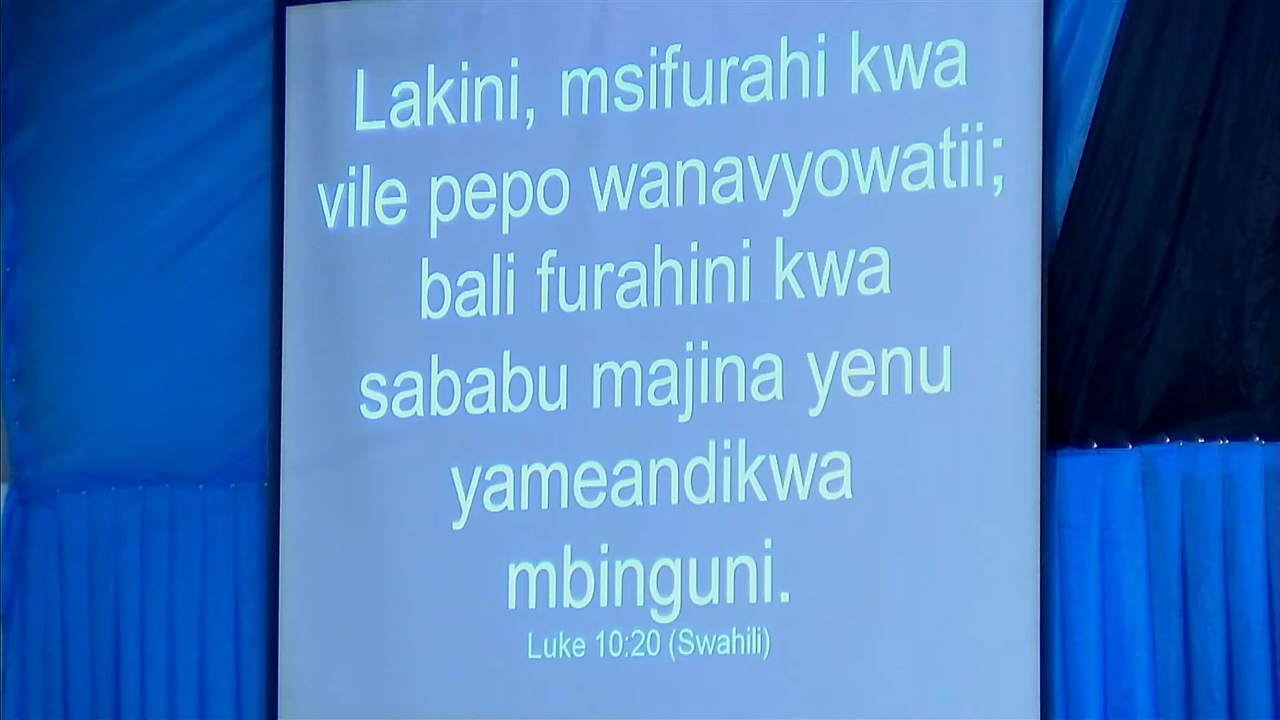 Lakini, msifurahi kwa
vile pepo wanavyowatii;
bali furahini kwa
sababu majina yenu
yameandikwa
mbinguni.
Luke 10:20 (Swahili)